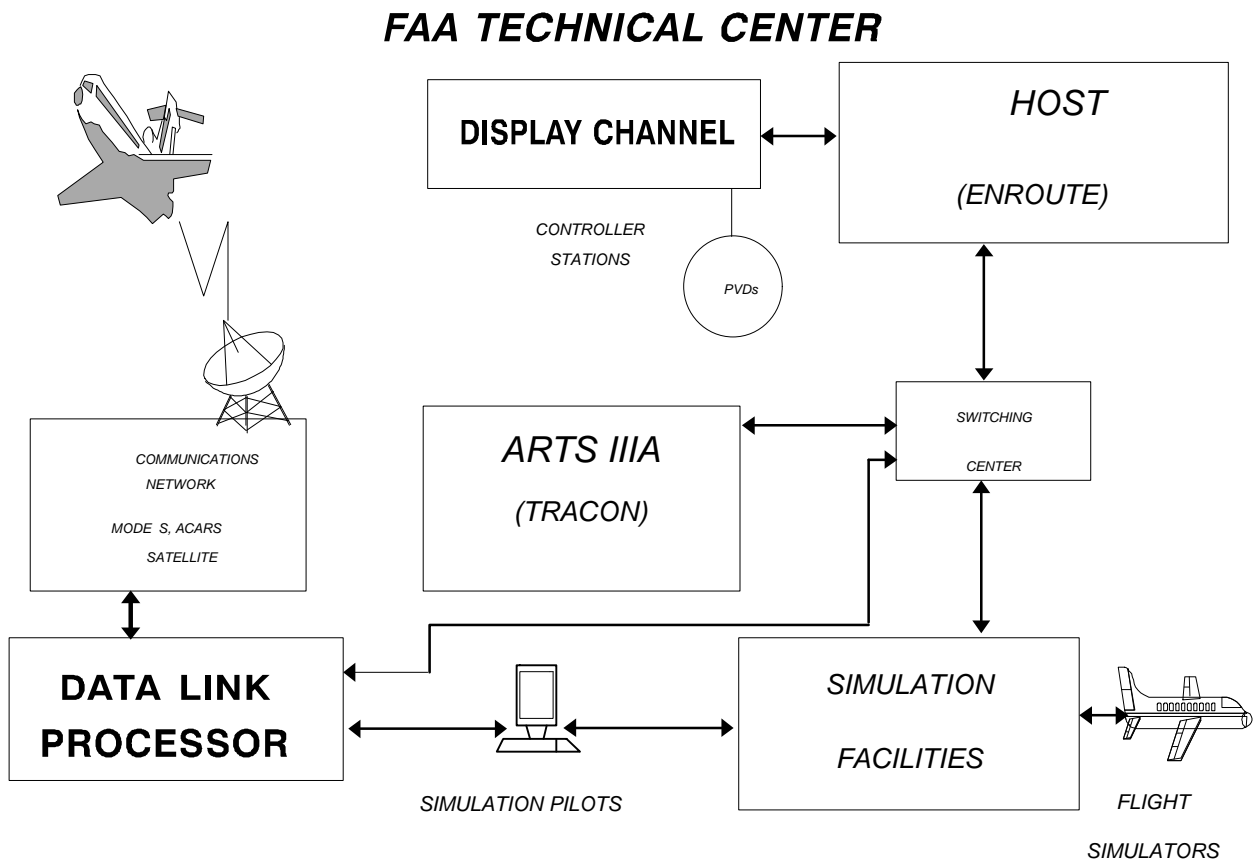 FAA TECHNICAL CENTER
DISPLAY CHANNEL
HOST
(ENROUTE)
CONTROLLER
STATIONS
PVDs
SWITCHING
CENTER
ARTS IIIA
(TRACON)
COMMUNICATIONS
NETWORK
MODE S, ACARS
SATELLITE
DATA LINK
PROCESSOR
SIMULATION PILOTS
SIMULATION
FACILITIES
FLIGHT
SIMULATORS